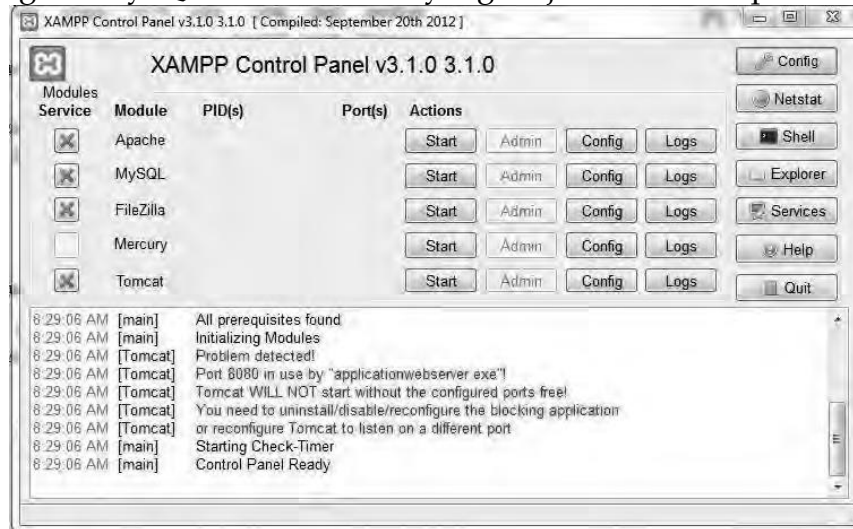 XAMPP Control Panel v3.1.0 3.1.0 [ Compiled: September 20th 2012 ]
XAMPP Control Panel v3.1.0 3.1.0
Config
Modules
Service Module PID(s) Port(s) Actions
Netstat
Apache Start Admin Config Logs
Shell
MySQL Start Admin Config Logs
Explorer
FileZilla Start Admin Config Logs
Services
Mercury Start Admin Config Logs
Help
Tomcat Start Admin Config Logs
Quit
8:29:06 AM [main] All prerequisites found
8:29:06 AM [main] Initializing Modules
8:29:06 AM [Tomcat] Problem detected!
8:29:06 AM [Tomcat] Port 8080 in use by "applicationwebserver.exe"!
8:29:06 AM [Tomcat] Tomcat WILL NOT start without the configured ports free!
8:29:06 AM [Tomcat] You need to uninstall/disable/reconfigure the blocking application
8:29:06 AM [Tomcat] or reconfigure Tomcat to listen on a different port
8:29:06 AM [main] Starting Check-Timer
8:29:06 AM [main] Control Panel Ready